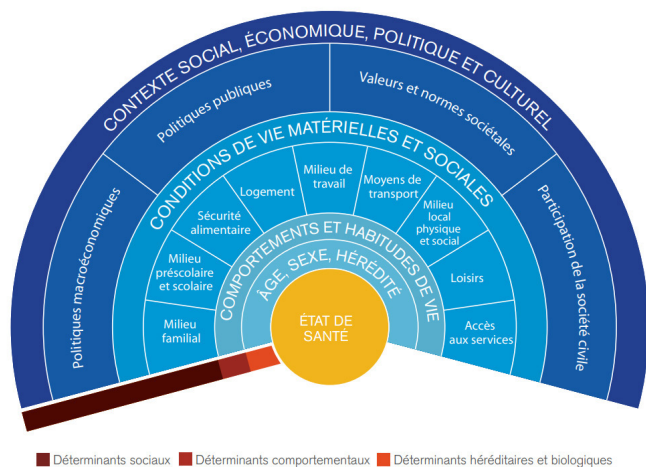 CONTEXTE SOCIAL, ÉCONOMIQUE, POLITIQUE ET CULTUREL
Politiques macroéconomiques
Politiques publiques
Valeurs et normes sociétales
Participation de la société civile
CONDITIONS DE VIE MATÉRIELLES ET SOCIALES
Milieu
familial
Milieu
préscolaire
et scolaire
Sécurité
alimentaire
Logement
Milieu de
travail
Moyens de
transport
Milieu
local
physique
et social
Loisirs
Accès
aux services
COMPORTEMENTS ET HABITUDES DE VIE
ÂGE, SEXE, HÉRÉDITÉ
ÉTAT DE
SANTÉ
Déterminants sociaux Déterminants comportementaux Déterminants héréditaires et biologiques